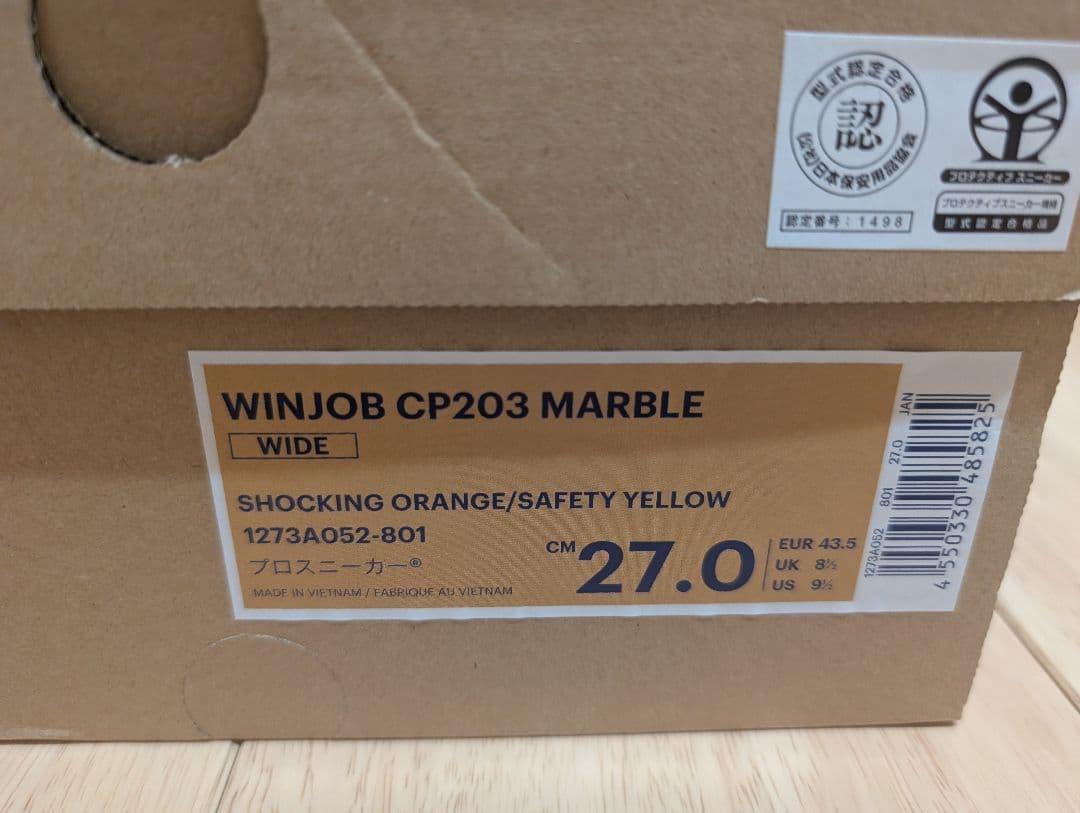 型式認定合格
認
(公社)日本保安用品協会
認定番号：1498
プロテクティブスニーカー
プロテクティブスニーカー規格
型式認定合格品
WINJOB CP203 MARBLE
WIDE
SHOCKING ORANGE/SAFETY YELLOW
1273A052-801
プロスニーカー®
MADE IN VIETNAM / FABRIQUE AU VIETNAM
CM 27.0
EUR 43.5
UK 8½
US 9½
1273A052 801 27.0 JAN
4 550330 485825